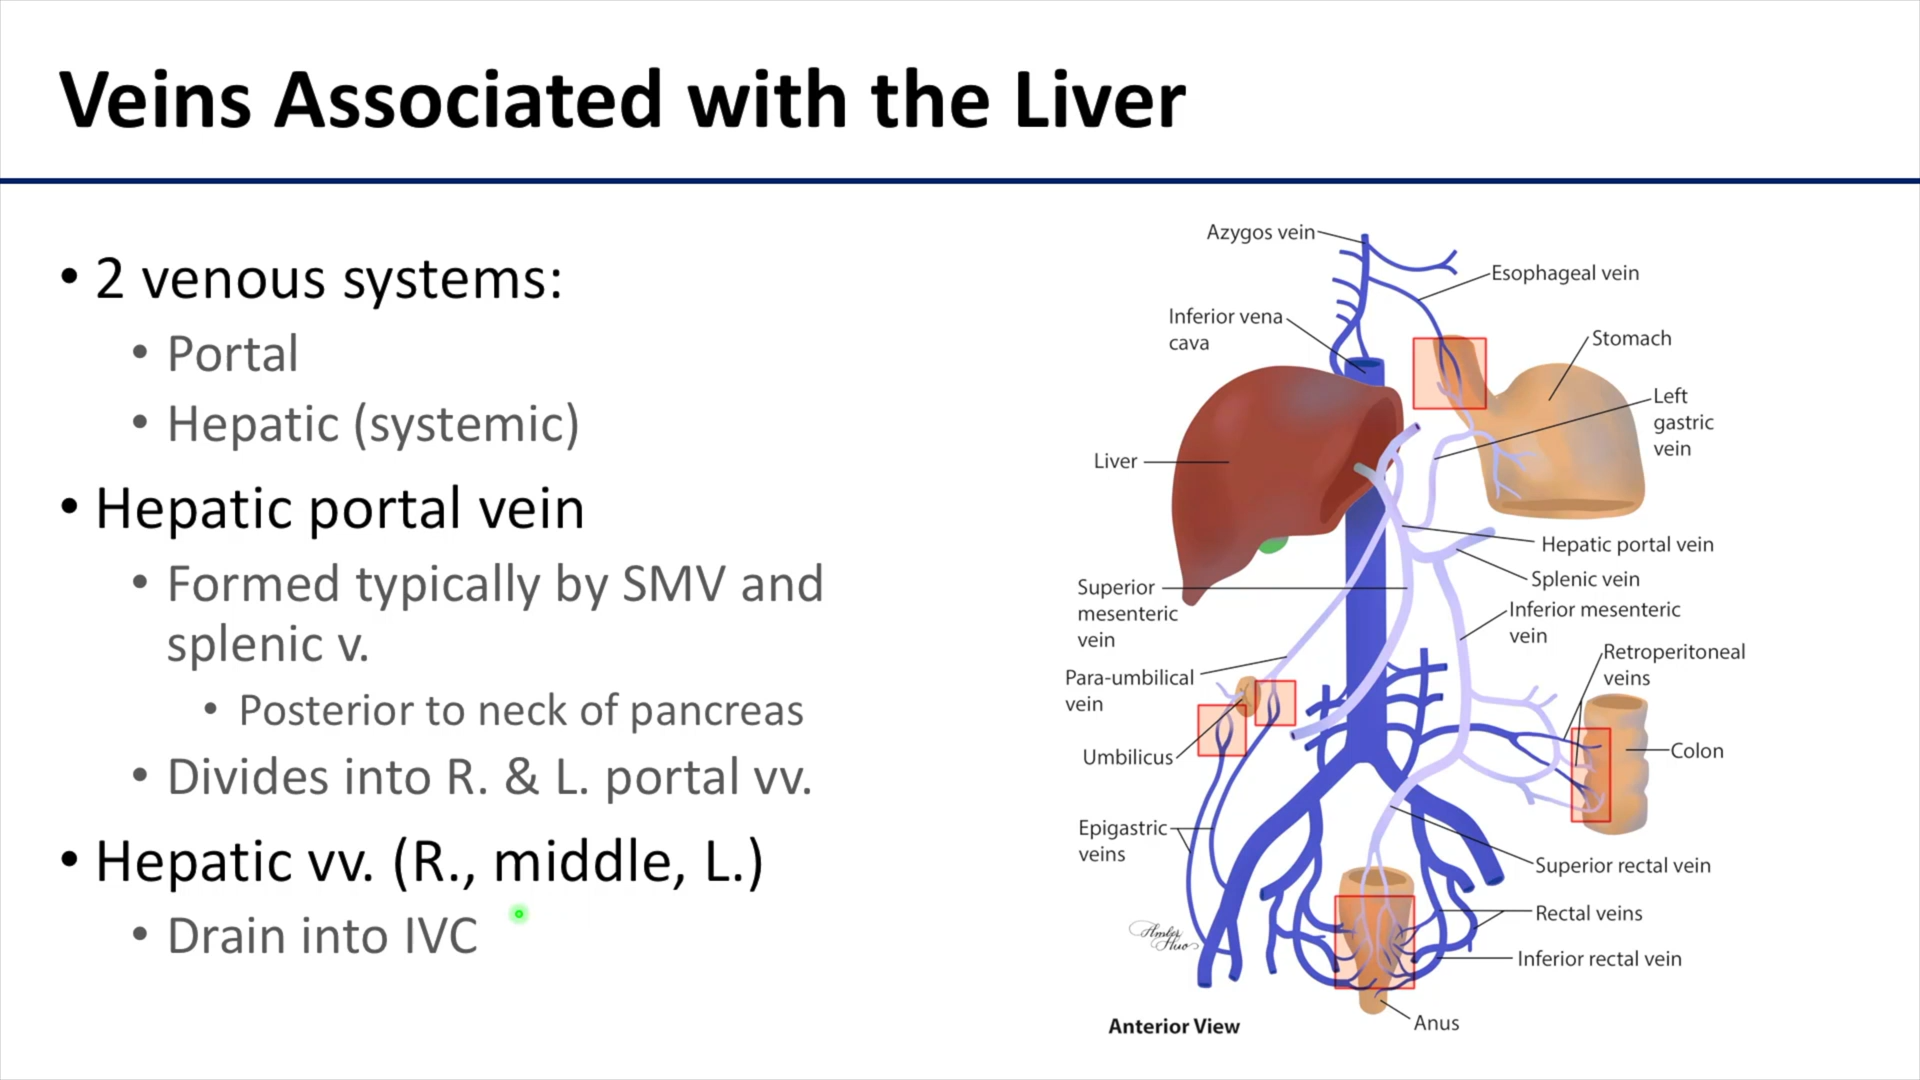 Veins Associated with the Liver
• 2 venous systems:
• Portal
• Hepatic (systemic)
• Hepatic portal vein
• Formed typically by SMV and
splenic v.
• Posterior to neck of pancreas
• Divides into R. & L. portal vv.
• Hepatic vv. (R., middle, L.)
• Drain into IVC
Azygos vein
Esophageal vein
Inferior vena
cava
Stomach
Left
gastric
vein
Liver
Hepatic portal vein
Splenic vein
Superior
mesenteric
vein
Inferior mesenteric
vein
Retroperitoneal
veins
Para-umbilical
vein
Umbilicus
Colon
Epigastric
veins
Superior rectal vein
Rectal veins
Inferior rectal vein
Amber
Huo
Anus
Anterior View